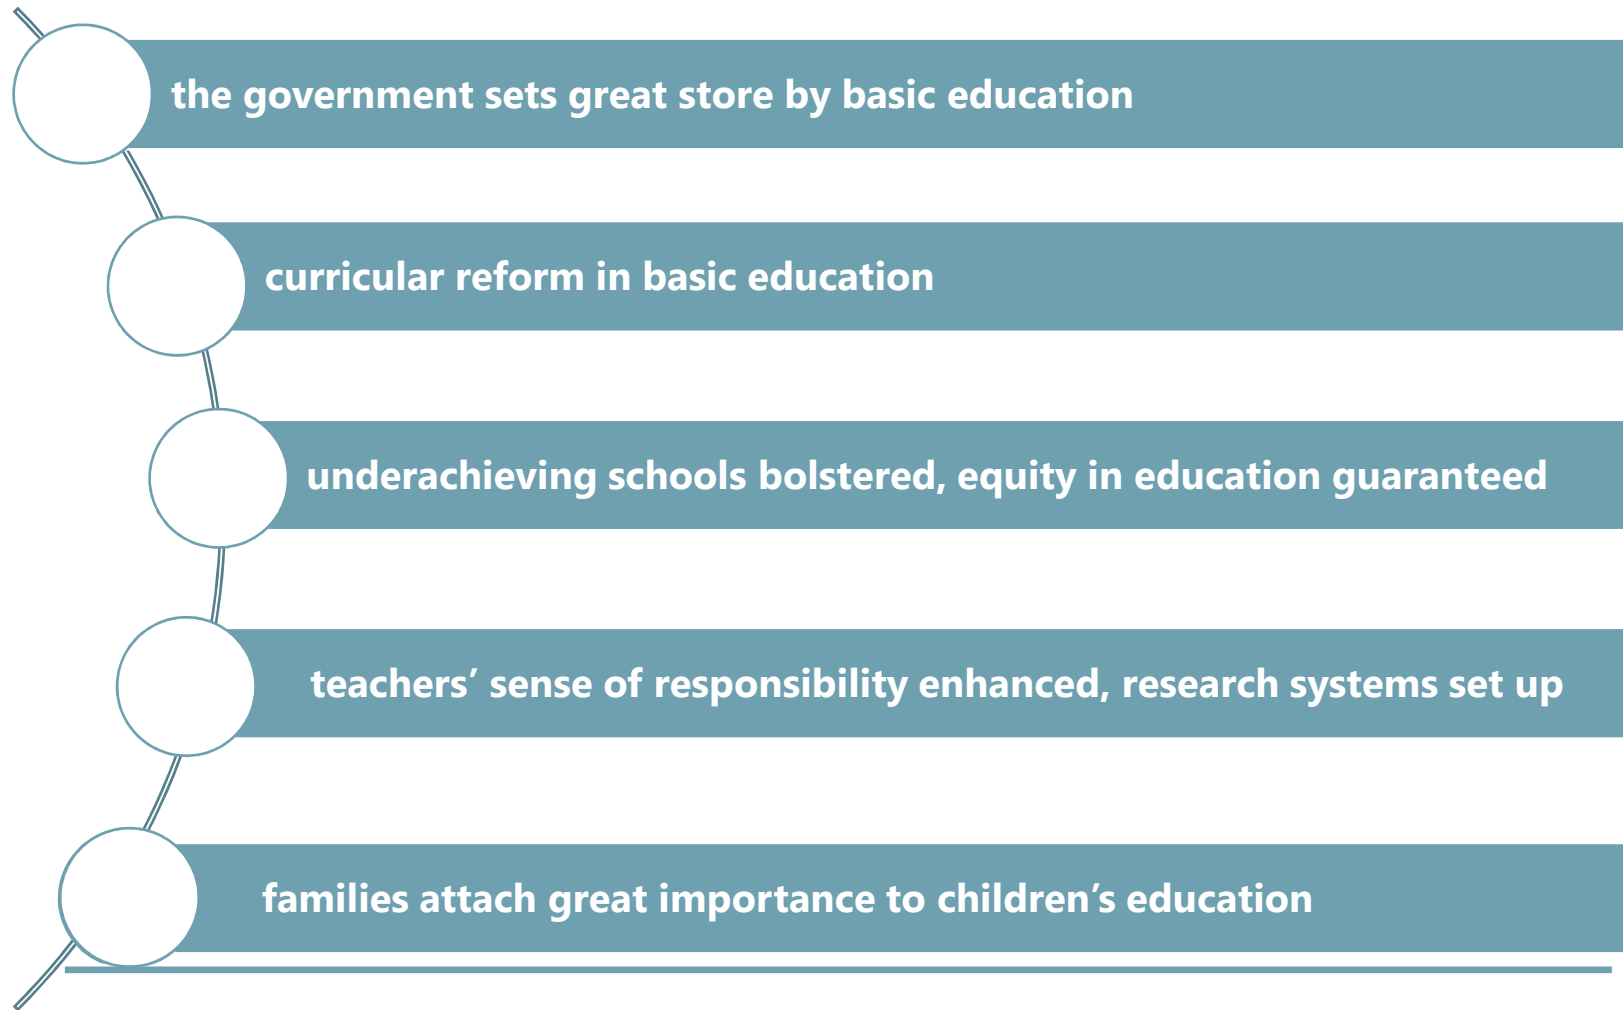 the government sets great store by basic education
curricular reform in basic education
underachieving schools bolstered, equity in education guaranteed
teachers’ sense of responsibility enhanced, research systems set up
families attach great importance to children’s education